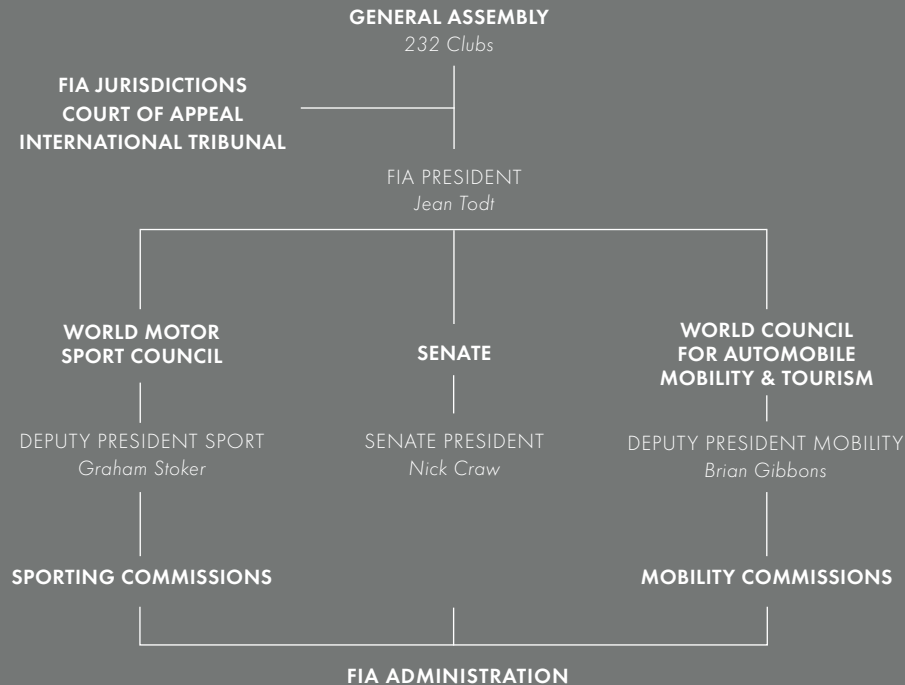 GENERAL ASSEMBLY
232 Clubs
FIA JURISDICTIONS
COURT OF APPEAL
INTERNATIONAL TRIBUNAL
FIA PRESIDENT
Jean Todt
WORLD MOTOR
SPORT COUNCIL
DEPUTY PRESIDENT SPORT
Graham Stoker
SPORTING COMMISSIONS
SENATE
SENATE PRESIDENT
Nick Craw
WORLD COUNCIL
FOR AUTOMOBILE
MOBILITY & TOURISM
DEPUTY PRESIDENT MOBILITY
Brian Gibbons
MOBILITY COMMISSIONS
FIA ADMINISTRATION